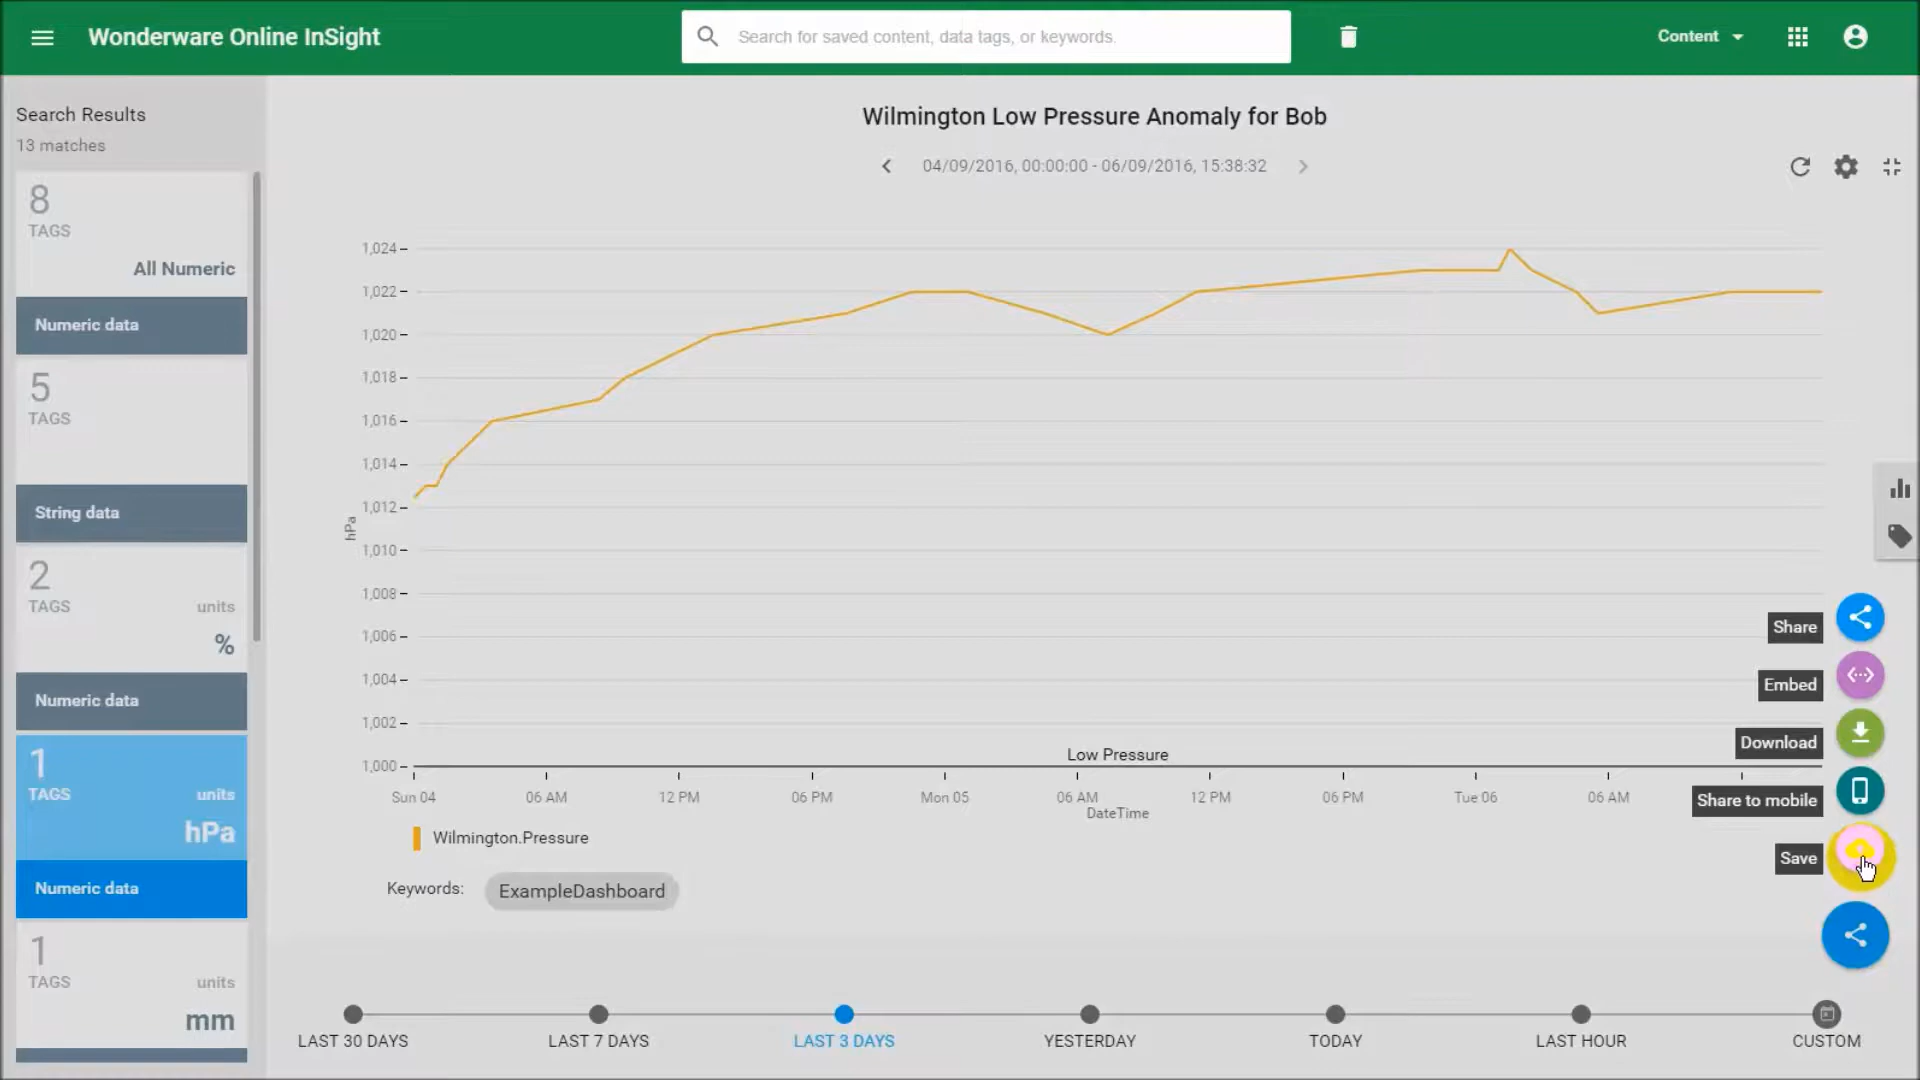 Wonderware Online InSight
Search for saved content, data tags, or keywords.
Content
Search Results
13 matches
8
TAGS
All Numeric
Numeric data
5
TAGS
String data
2
TAGS units
%
Numeric data
1
TAGS units
hPa
Numeric data
1
TAGS units
mm
Wilmington Low Pressure Anomaly for Bob
04/09/2016, 00:00:00 - 06/09/2016, 15:38:32
1,024
1,022
1,020
1,018
1,016
1,014
1,012
1,010
1,008
1,006
1,004
1,002
1,000
hPa
Low Pressure
Sun 04 06 AM 12 PM 06 PM Mon 05 06 AM 12 PM 06 PM Tue 06 06 AM
DateTime
Wilmington.Pressure
Keywords: ExampleDashboard
Share
Embed
Download
Share to mobile
Save
LAST 30 DAYS LAST 7 DAYS LAST 3 DAYS YESTERDAY TODAY LAST HOUR CUSTOM